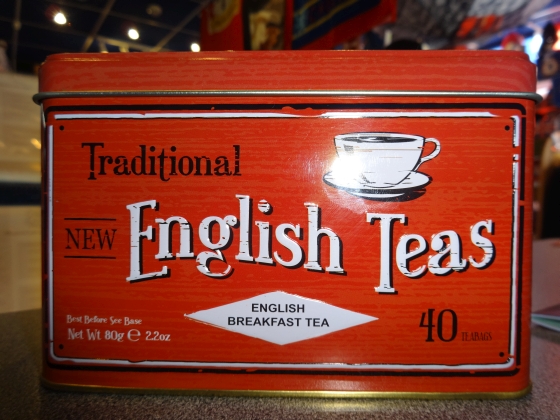 Traditional
NEW
English Teas
ENGLISH
BREAKFAST TEA
Best Before See Base
Net Wt 80g ℮ 2.2oz
40 TEABAGS